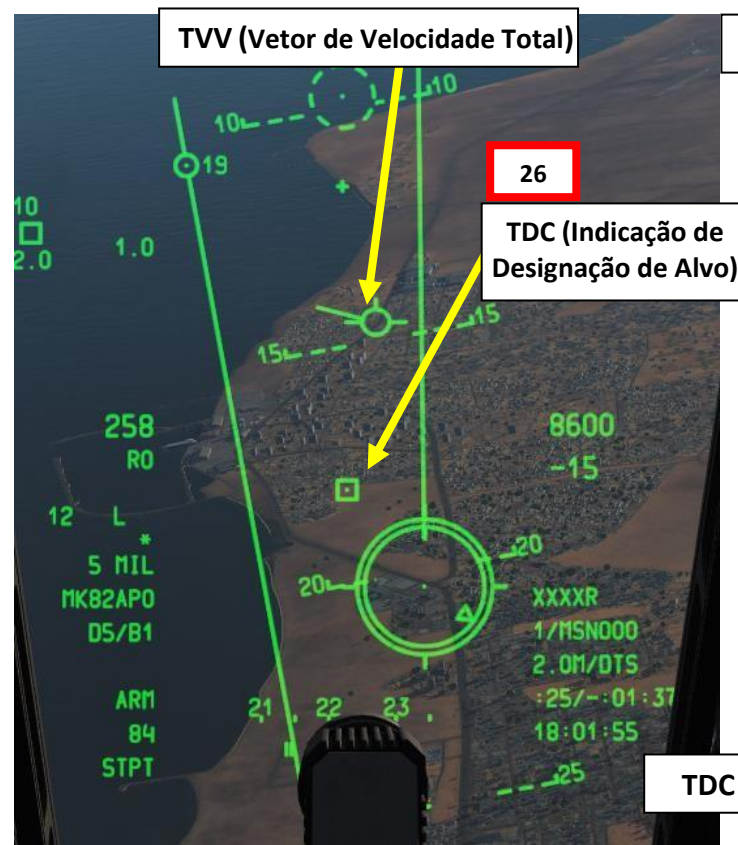 TVV (Vetor de Velocidade Total)
10
10
19
26
10
2.0
1.0
TDC (Indicação de
Designação de Alvo)
15
15
258
8600
RO
-15
12 L
*
5 MIL
20
20
MK82APO
XXXXR
D5/B1
1/MSN000
2.0M/DTS
ARM
21 22 23
:25/-:01:37
84
18:01:55
STPT
25
TDC